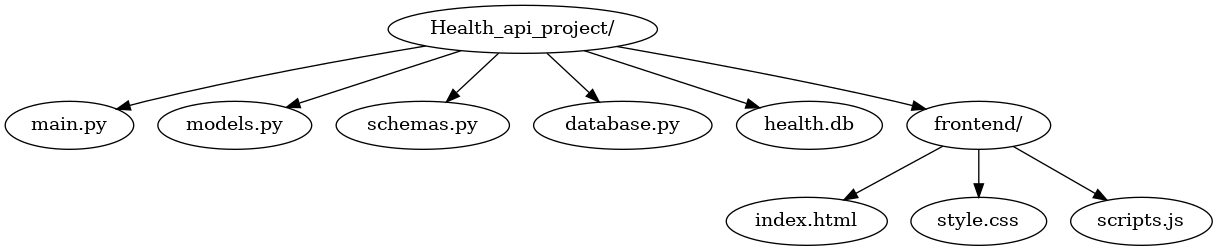 Health_api_project/
main.py
models.py
schemas.py
database.py
health.db
frontend/
index.html
style.css
scripts.js